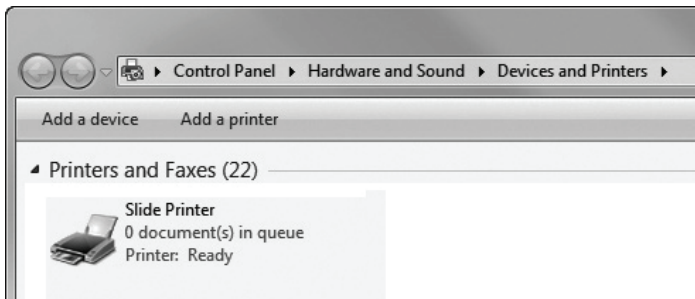 Control Panel Hardware and Sound Devices and Printers
Add a device Add a printer
Printers and Faxes (22)
Slide Printer
0 document(s) in queue
Printer: Ready